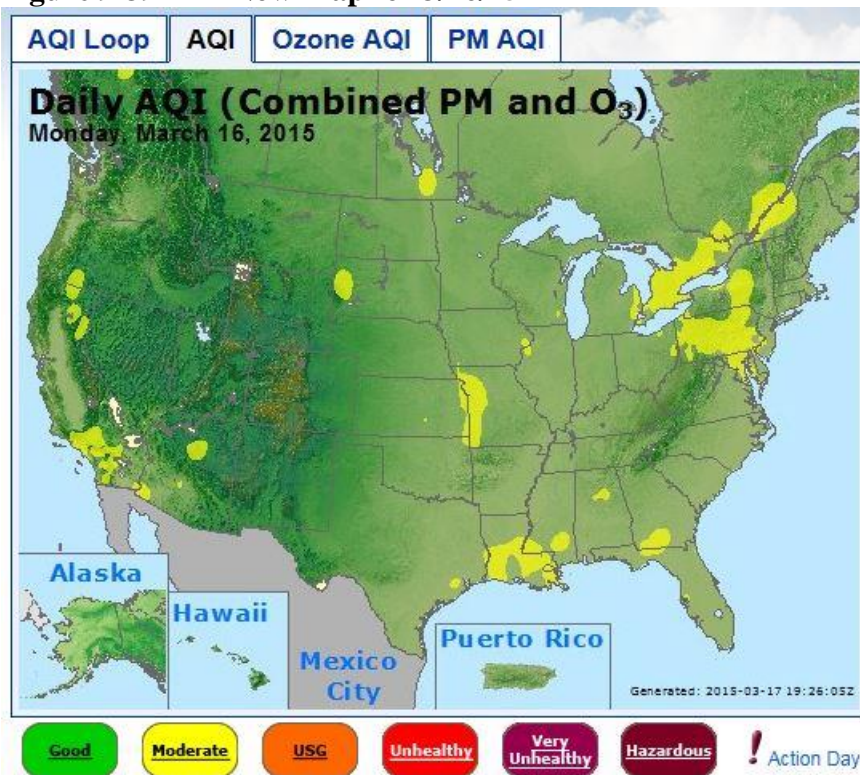 AQI Loop AQI Ozone AQI PM AQI
Daily AQI (Combined PM and O₃)
Monday, March 16, 2015
Alaska
Hawaii
Mexico
City
Puerto Rico
Generated: 2015-03-17 19:26:05Z
Good Moderate USG Unhealthy Very Unhealthy Hazardous ! Action Day